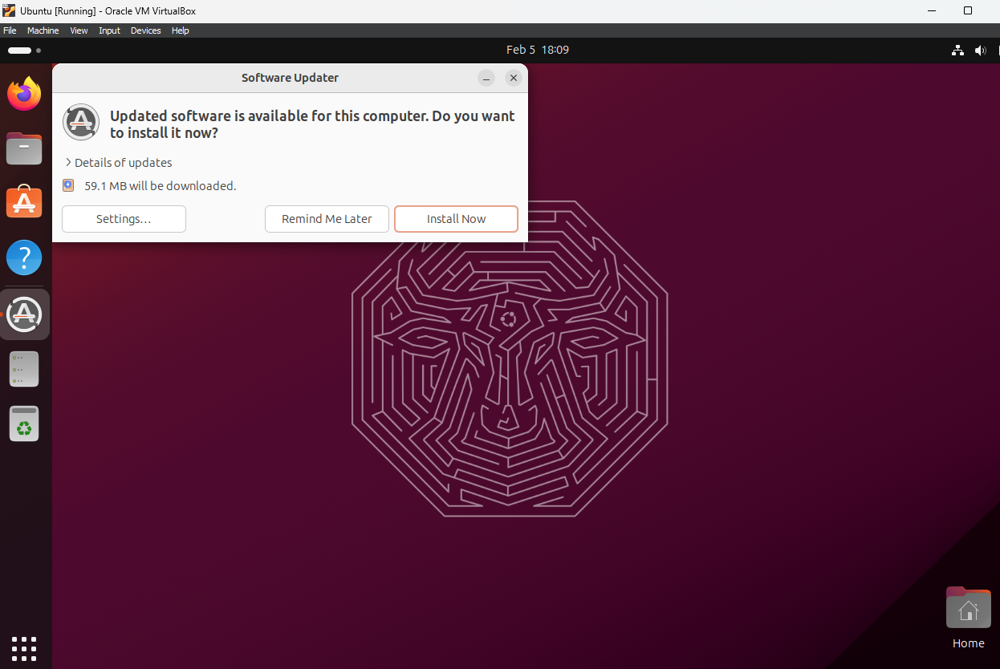 Ubuntu [Running] - Oracle VM VirtualBox
File Machine View Input Devices Help
Feb 5 18:09
Software Updater
Updated software is available for this computer. Do you want
to install it now?
Details of updates
59.1 MB will be downloaded.
Settings...
Remind Me Later
Install Now
Home